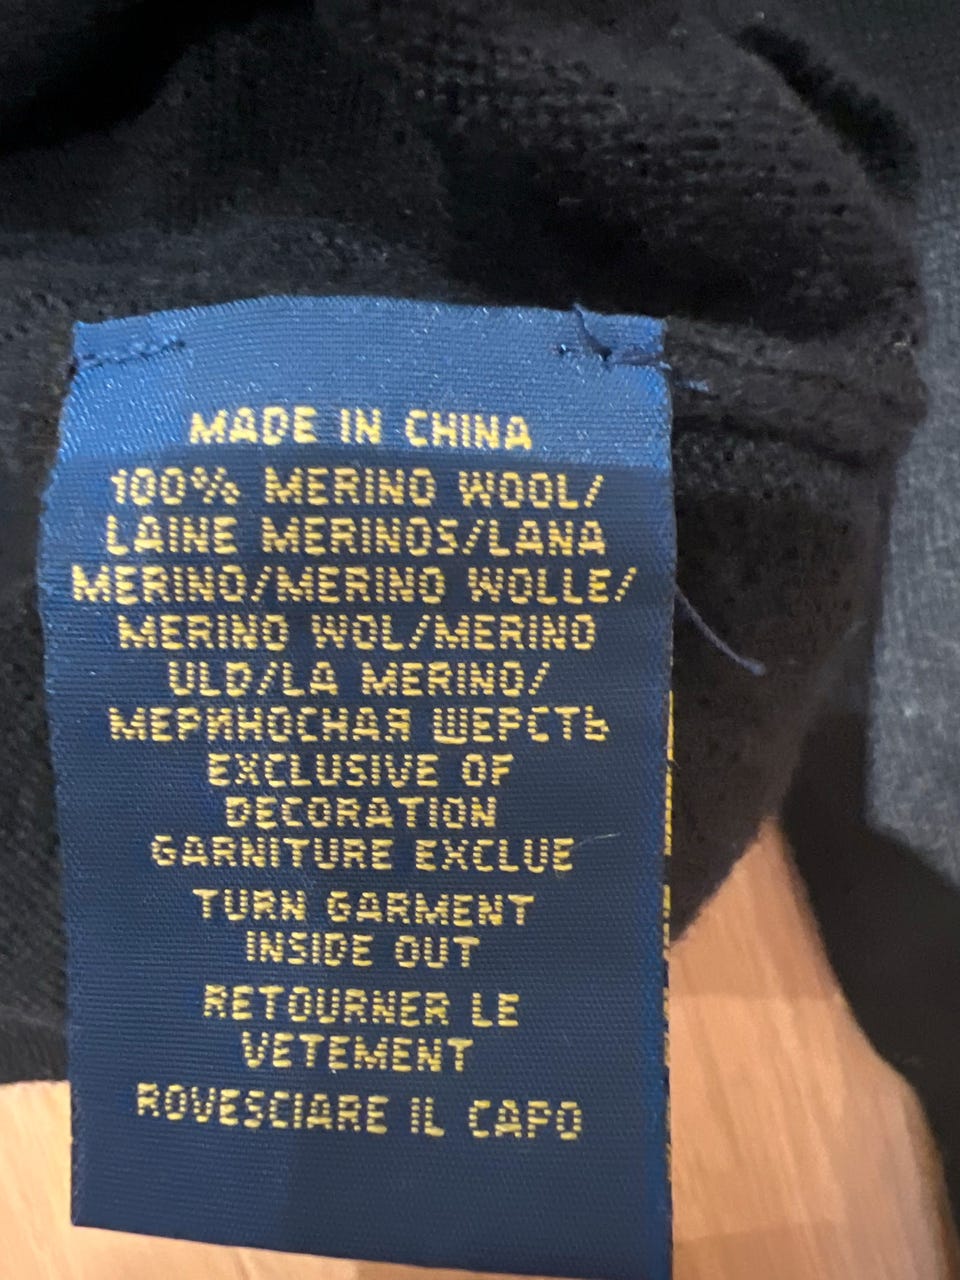 MADE IN CHINA
100% MERINO WOOL/
LAINE MERINOS/LANA
MERINO/MERINO WOLLE/
MERINO WOL/MERINO
ULD/LA MERINO/
МЕРИНОСНАЯ ШЕРСТЬ
EXCLUSIVE OF
DECORATION
GARNITURE EXCLUE
TURN GARMENT
INSIDE OUT
RETOURNER LE
VETEMENT
ROVESCIARE IL CAPO